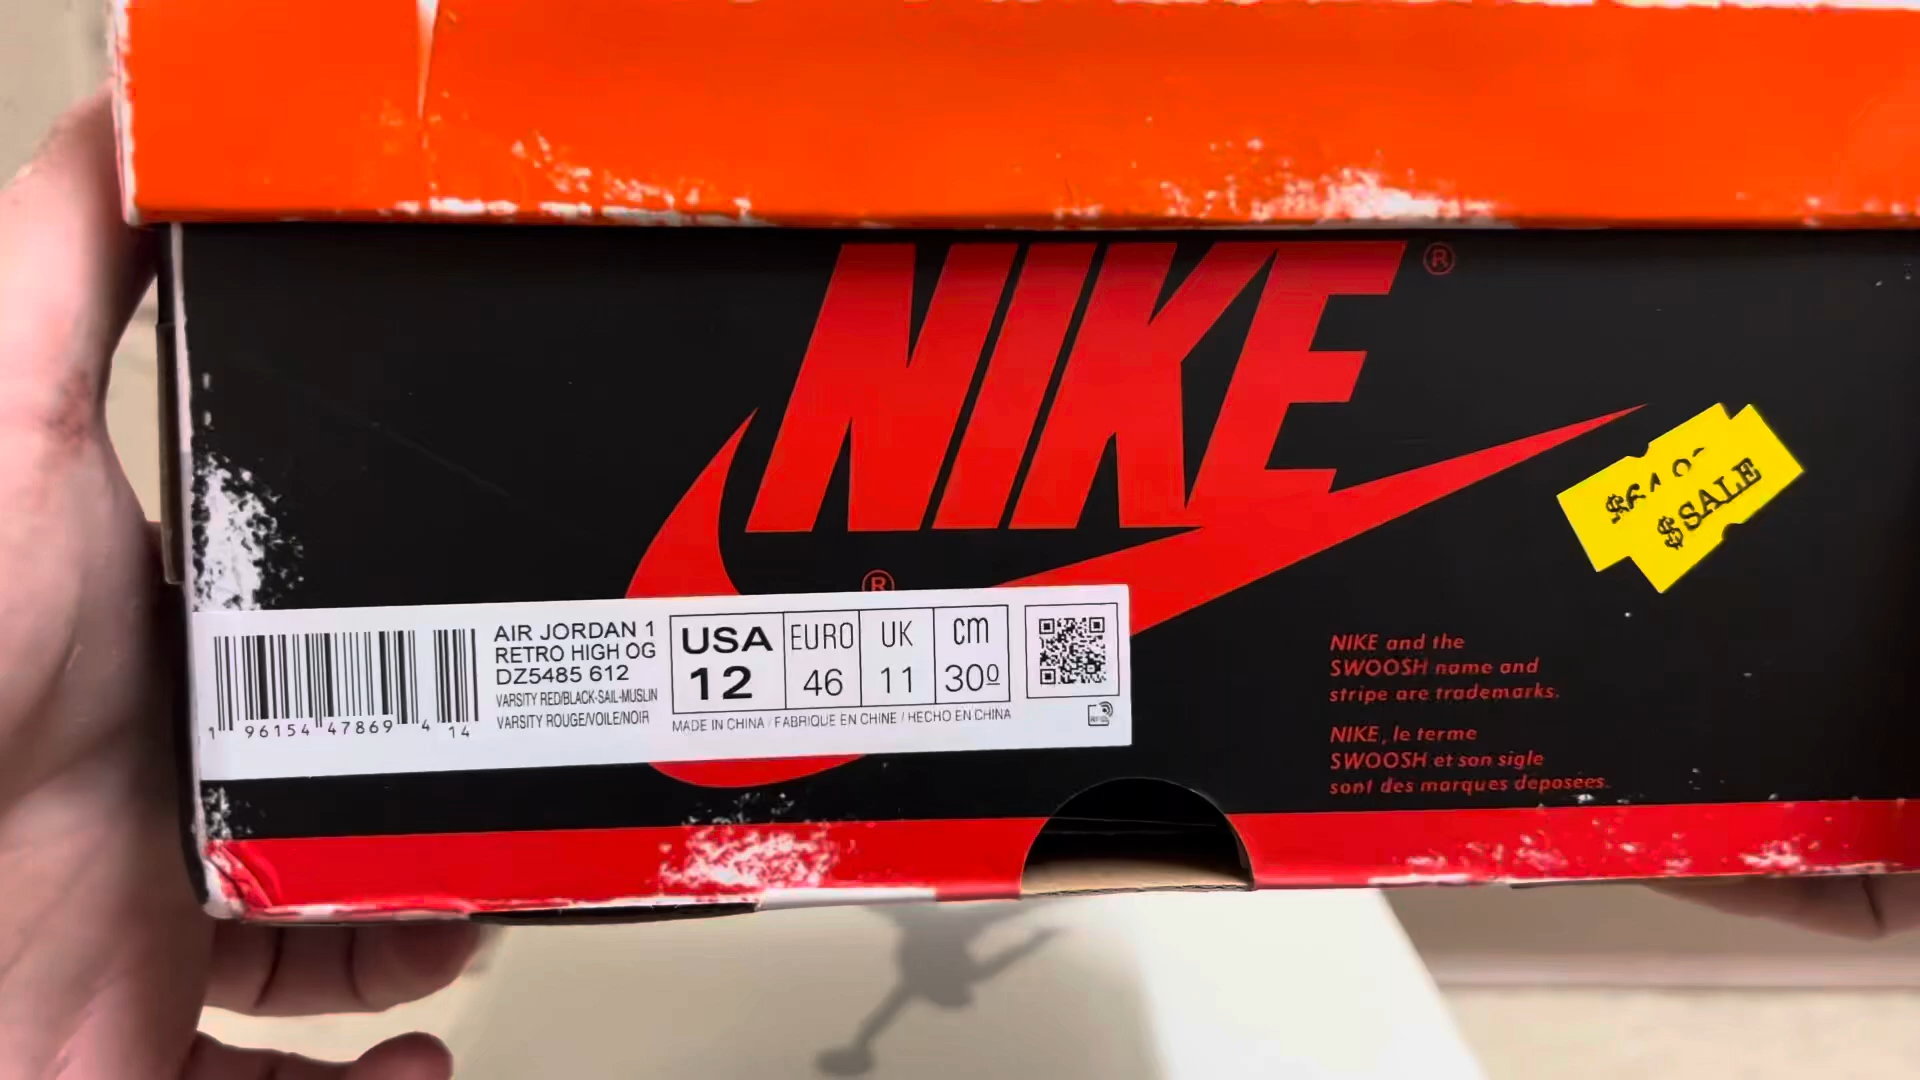 NIKE®
®
$SALE
AIR JORDAN 1
RETRO HIGH OG
DZ5485 612
VARSITY RED/BLACK-SAIL-MUSLIN
VARSITY ROUGE/VOILE/NOIR
1 96154 47869 4 14
USA EURO UK cm
12 46 11 30º
MADE IN CHINA / FABRIQUE EN CHINE / HECHO EN CHINA
NIKE and the
SWOOSH name and
stripe are trademarks.
NIKE, le terme
SWOOSH et son sigle
sont des marques déposées.